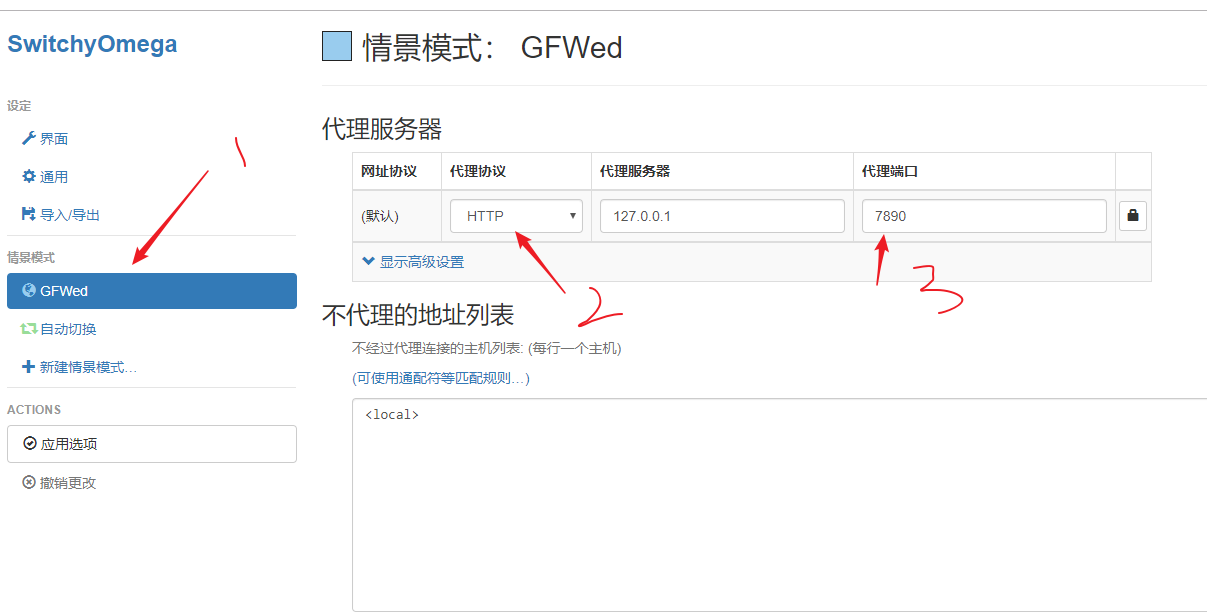 SwitchyOmega
设定
界面
通用
导入/导出
情景模式
GFWed
自动切换
新建情景模式...
ACTIONS
应用选项
撤销更改
情景模式： GFWed
代理服务器
网址协议 代理协议 代理服务器 代理端口
(默认) HTTP 127.0.0.1 7890
显示高级设置
不代理的地址列表
不经过代理连接的主机列表: (每行一个主机)
(可使用通配符等匹配规则...)
<local>
1
2
3